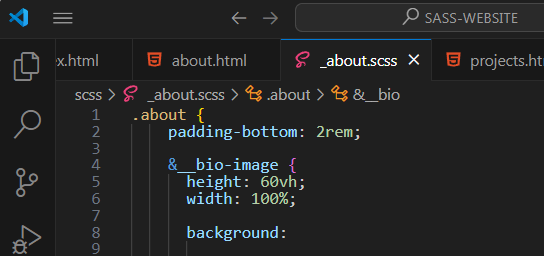 SASS-WEBSITE
ex.html about.html _about.scss projects.ht
scss > _about.scss > .about > &__bio
1 .about {
2 padding-bottom: 2rem;
3
4 &__bio-image {
5 height: 60vh;
6 width: 100%;
7
8 background:
9